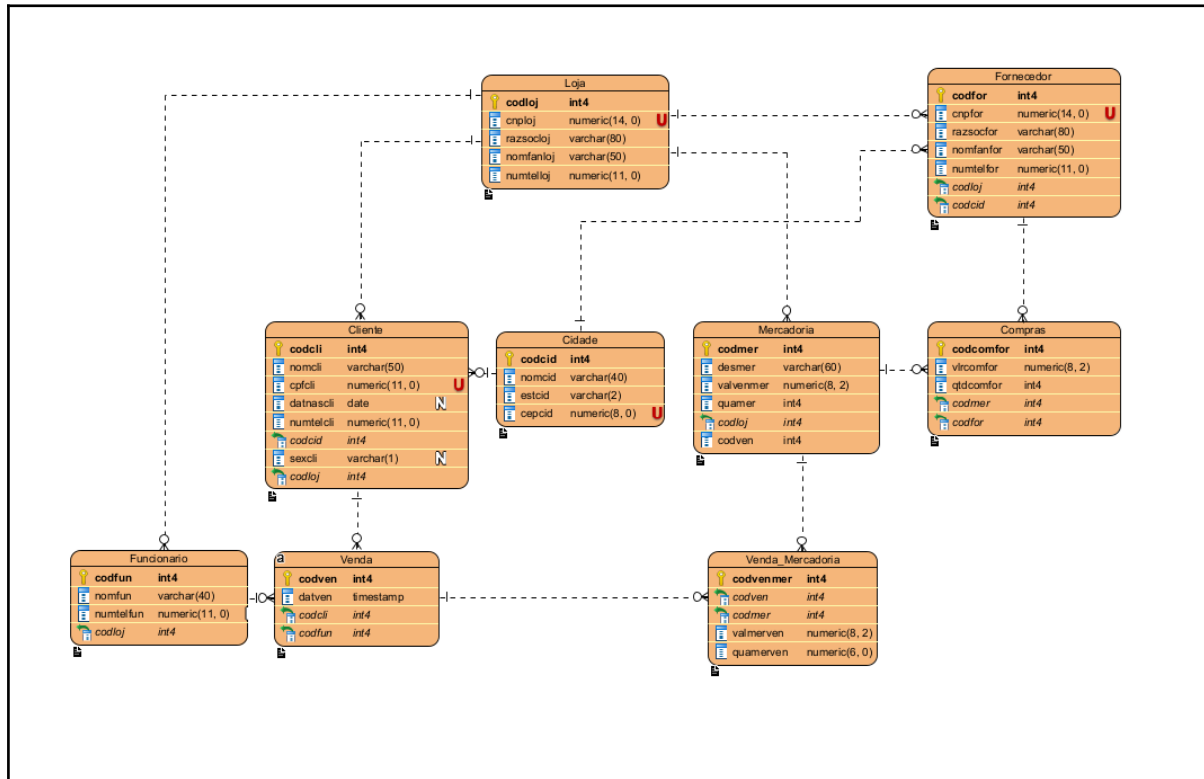 Loja
codloj int4
cnploj numeric(14, 0) U
razsocloj varchar(80)
nomfanloj varchar(50)
numtelloj numeric(11, 0)
Fornecedor
codfor int4
cnpfor numeric(14, 0) U
razsocfor varchar(80)
nomfanfor varchar(50)
numtelfor numeric(11, 0)
codloj int4
codcid int4
Cliente
codcli int4
nomcli varchar(50)
cpfcli numeric(11, 0) U
datnascli date N
numtelcli numeric(11, 0)
codcid int4
sexcli varchar(1) N
codloj int4
Cidade
codcid int4
nomcid varchar(40)
estcid varchar(2)
cepcid numeric(8, 0) U
Mercadoria
codmer int4
desmer varchar(60)
valvenmer numeric(8, 2)
quamer int4
codloj int4
codven int4
Compras
codcomfor int4
vlrcomfor numeric(8, 2)
qtdcomfor int4
codmer int4
codfor int4
Funcionario
codfun int4
nomfun varchar(40)
numtelfun numeric(11, 0)
codloj int4
a Venda
codven int4
datven timestamp
codcli int4
codfun int4
Venda_Mercadoria
codvenmer int4
codven int4
codmer int4
valmerven numeric(8, 2)
quamerven numeric(6, 0)